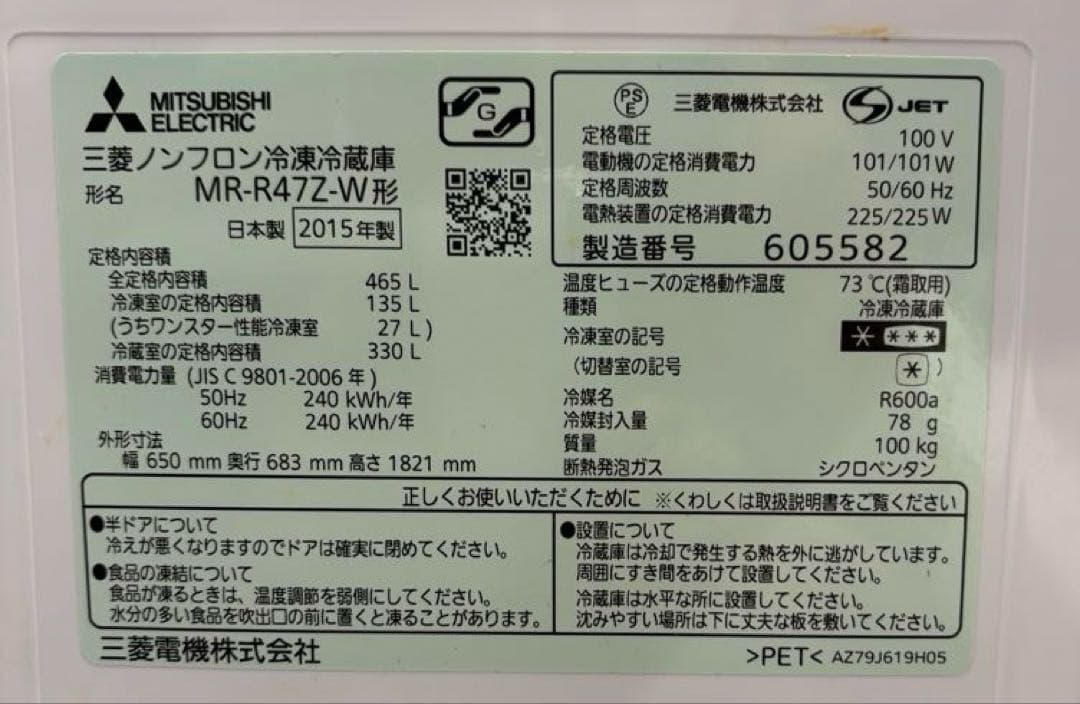 MITSUBISHI
ELECTRIC
三菱ノンフロン冷凍冷蔵庫
形名 MR-R47Z-W形
日本製 2015年製
G
定格内容積
全定格内容積 465 L
冷凍室の定格内容積 135 L
(うちワンスター性能冷凍室 27 L)
冷蔵室の定格内容積 330 L
消費電力量 (JIS C 9801-2006 年)
50Hz 240 kWh/年
60Hz 240 kWh/年
外形寸法
幅 650 mm 奥行 683 mm 高さ 1821 mm
PS
E 三菱電機株式会社 JET
定格電圧 100 V
電動機の定格消費電力 101/101W
定格周波数 50/60 Hz
電熱装置の定格消費電力 225/225W
製造番号 605582
温度ヒューズの定格動作温度 73 ℃(霜取用)
種類 冷凍冷蔵庫
冷凍室の記号 * ***
(切替室の記号 * )
冷媒名 R600a
冷媒封入量 78 g
質量 100 kg
断熱発泡ガス シクロペンタン
正しくお使いいただくために ※くわしくは取扱説明書をご覧ください
●半ドアについて
冷えが悪くなりますのでドアは確実に閉めてください。
●食品の凍結について
食品が凍るときは、温度調節を弱側にしてください。
水分の多い食品を吹出口の前に置くと凍ることがあります。
●設置について
冷蔵庫は冷却で発生する熱を外に逃がしています。
周囲にすき間をあけて設置してください。
冷蔵庫は水平な所に設置してください。
沈みやすい場所は下に丈夫な板を敷いてください。
三菱電機株式会社
>PET< AZ79J619H05